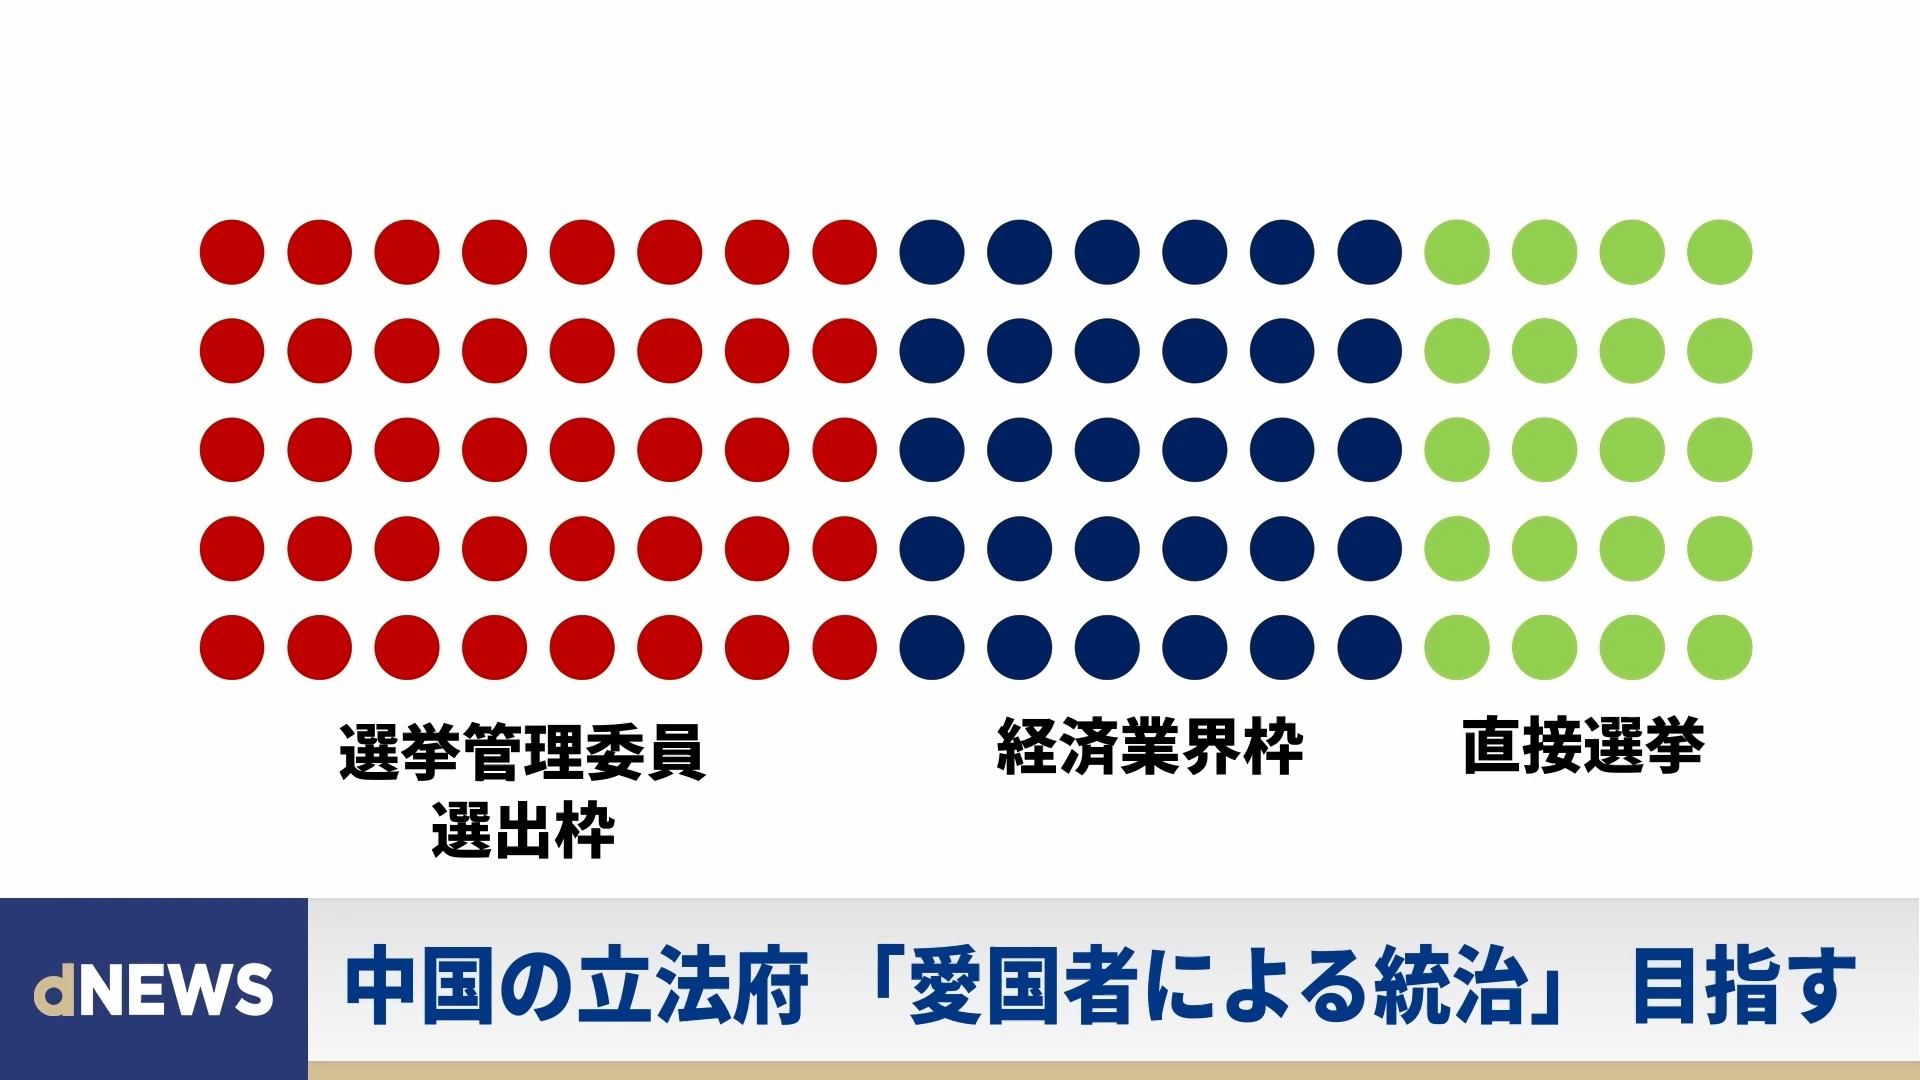 選挙管理委員
選出枠
経済業界枠
直接選挙
dNEWS
中国の立法府 「愛国者による統治」 目指す